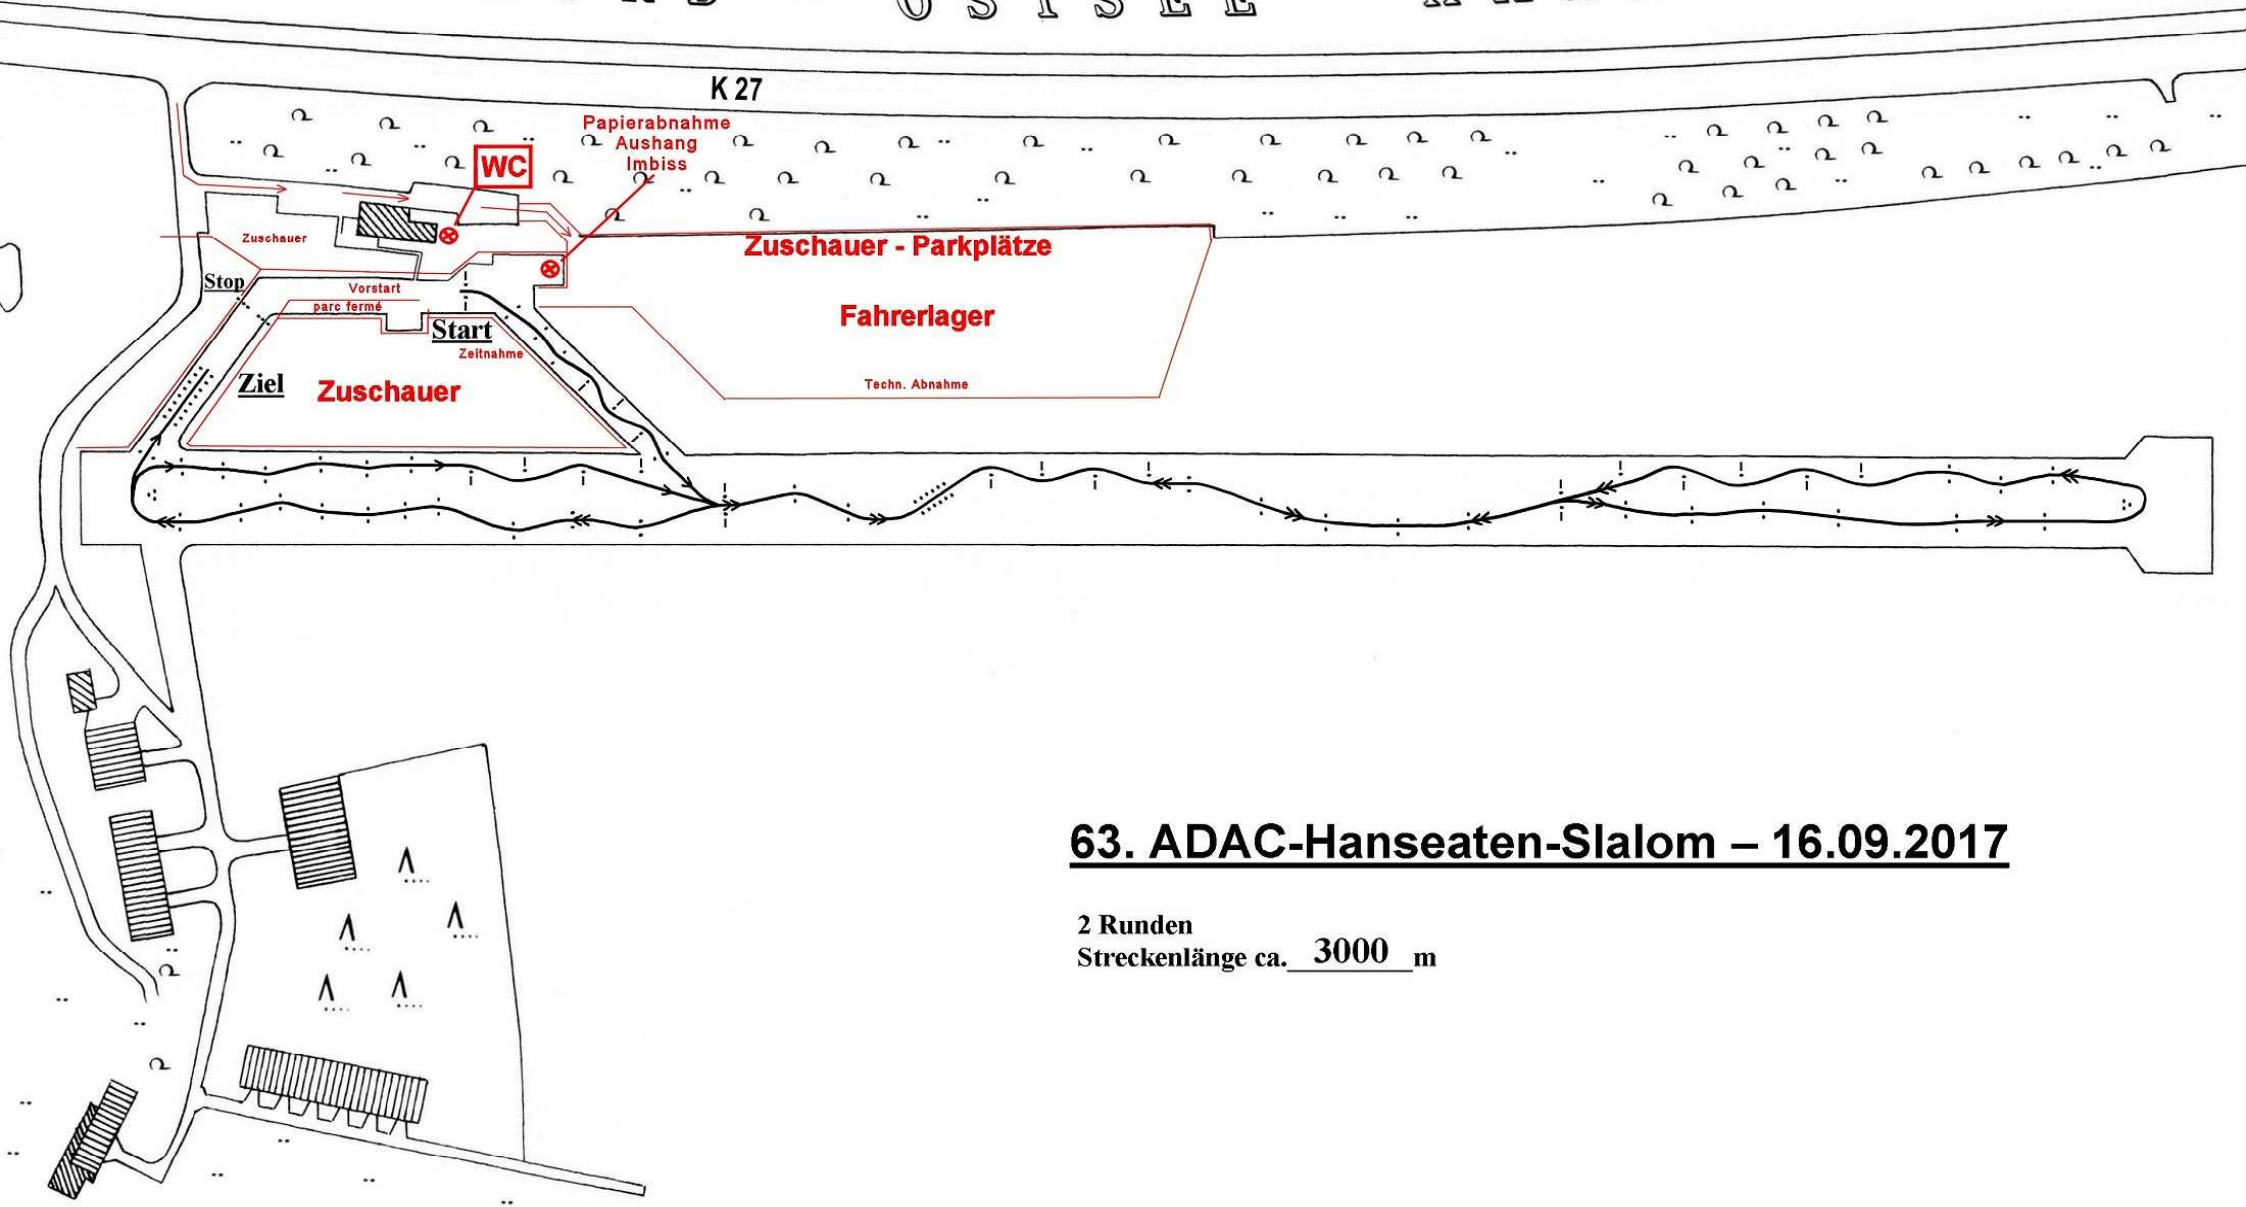 OSTSEE
K 27
Papierabnahme
Aushang
Imbiss
WC
Zuschauer
Zuschauer - Parkplätze
Stop
Vorstart
parc fermé
Start
Zeitnahme
Fahrerlager
Ziel
Zuschauer
Techn. Abnahme
63. ADAC-Hanseaten-Slalom – 16.09.2017
2 Runden
Streckenlänge ca. 3000 m